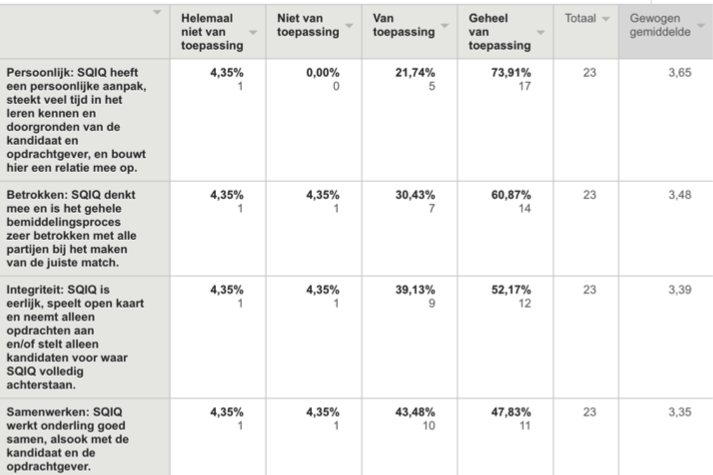 Helemaal niet van toepassing
Niet van toepassing
Van toepassing
Geheel van toepassing
Totaal
Gewogen gemiddelde
Persoonlijk: SQIQ heeft
een persoonlijke aanpak,
steekt veel tijd in het
leren kennen en
doorgronden van de
kandidaat en
opdrachtgever, en bouwt
hier een relatie mee op.
4,35% 0,00% 21,74% 73,91% 23 3,65
1 0 5 17
Betrokken: SQIQ denkt
mee en is het gehele
bemiddelingsproces
zeer betrokken met alle
partijen bij het maken
van de juiste match.
4,35% 4,35% 30,43% 60,87% 23 3,48
1 1 7 14
Integriteit: SQIQ is
eerlijk, speelt open kaart
en neemt alleen
opdrachten aan
en/of stelt alleen
kandidaten voor waar
SQIQ volledig
achterstaan.
4,35% 4,35% 39,13% 52,17% 23 3,39
1 1 9 12
Samenwerken: SQIQ
werkt onderling goed
samen, alsook met de
kandidaat en de
opdrachtgever.
4,35% 4,35% 43,48% 47,83% 23 3,35
1 1 10 11